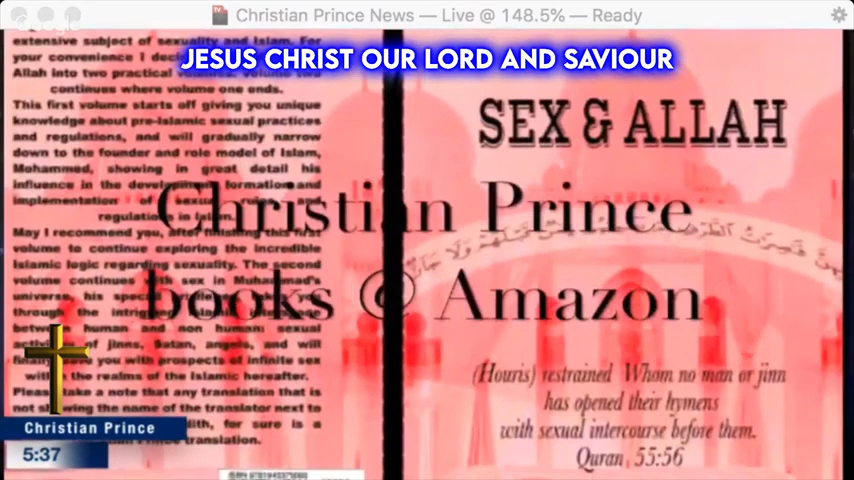 Christian Prince News — Live @ 148.5% — Ready
Google
JESUS CHRIST OUR LORD AND SAVIOUR
extensive subject of sexuality and Islam. For
your convenience I
Allah into two practical
continues where volume one ends.
This first volume starts off giving you unique
knowledge about pre-Islamic sexual practices
and regulations, and will gradually narrow
down to the founder and role model of Islam,
Mohammed, showing in great detail his
influence in the development formation and
implementation of sexual
regulations in Islam.
May I recommend you, after finishing this first
volume to continue exploring the incredible
Islamic logic regarding sexuality. The second
volume continues with sex in Muhammad's
universe, his
through the
human and non human: sexual
of jinns, Satan, angels, and will
finally leave you with prospects of infinite sex
the realms of the Islamic hereafter.
Please take a note that any translation that is
not showing the name of the translator next to
for sure is a
translation.
SEX & ALLAH
Christian Prince
books @ Amazon
(Houris) restrained Whom no man or jinn
has opened their hymens
with sexual intercourse before them.
Quran, 55:56
Christian Prince
5:37